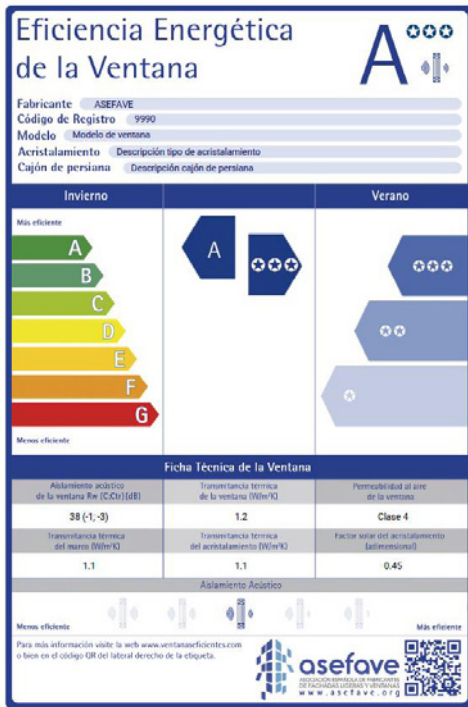 Eficiencia Energética
de la Ventana
A
Fabricante ASEFAVE
Código de Registro 9990
Modelo Modelo de ventana
Acristalamiento Descripción tipo de acristalamiento
Cajón de persiana Descripción cajón de persiana
Invierno Verano
Más eficiente
A
B
C
D
E
F
G
A
Menos eficiente
Ficha Técnica de la Ventana
Aislamiento acústico
de la ventana Rw (C;Ctr)(dB)
38 (-1, -3)
Transmitancia térmica
de la ventana (W/m²K)
1.2
Permeabilidad al aire
de la ventana
Clase 4
Transmitancia térmica
del marco (W/m²K)
1.1
Transmitancia térmica
del acristalamiento (W/m²K)
1.1
Factor solar del acristalamiento
(adimensional)
0.45
Aislamiento Acústico
Menos eficiente Más eficiente
Para más información visite la web www.ventanaseficientes.com
o bien en el código QR del lateral derecho de la etiqueta.
asefave
ASOCIACIÓN ESPAÑOLA DE FABRICANTES
DE FACHADAS LIGERAS Y VENTANAS
www.asefave.org